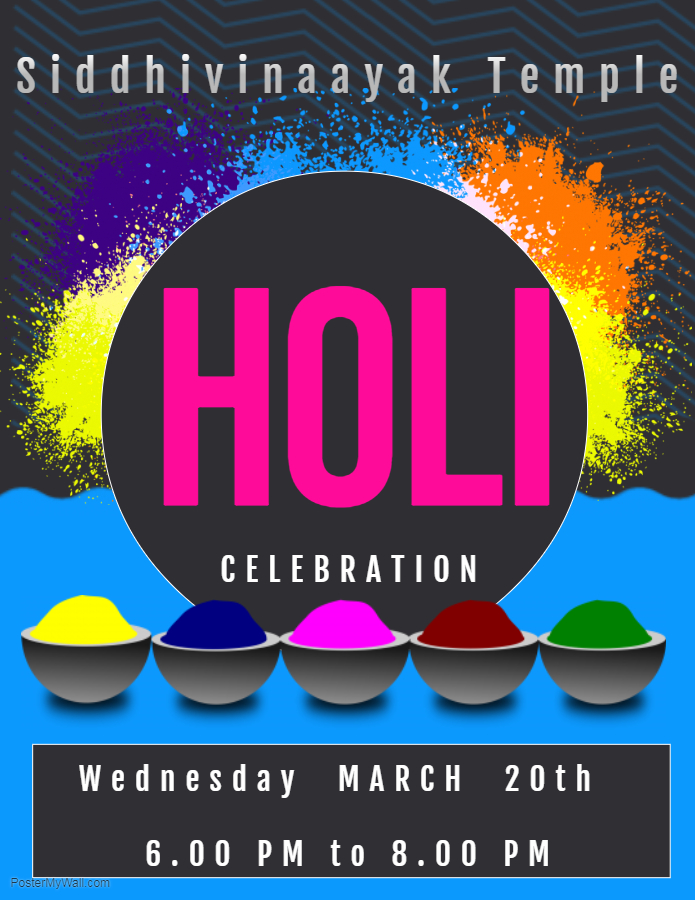 Siddhivinaayak Temple
HOLI
CELEBRATION
Wednesday MARCH 20th
6.00 PM to 8.00 PM
PosterMyWall.com